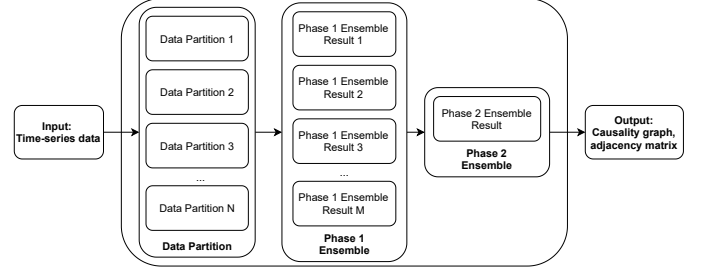 Input:
Time-series data
Data Partition 1
Data Partition 2
Data Partition 3
...
Data Partition N
Data Partition
Phase 1 Ensemble
Result 1
Phase 1 Ensemble
Result 2
Phase 1 Ensemble
Result 3
...
Phase 1 Ensemble
Result M
Phase 1
Ensemble
Phase 2 Ensemble
Result
Phase 2
Ensemble
Output:
Causality graph,
adjacency matrix